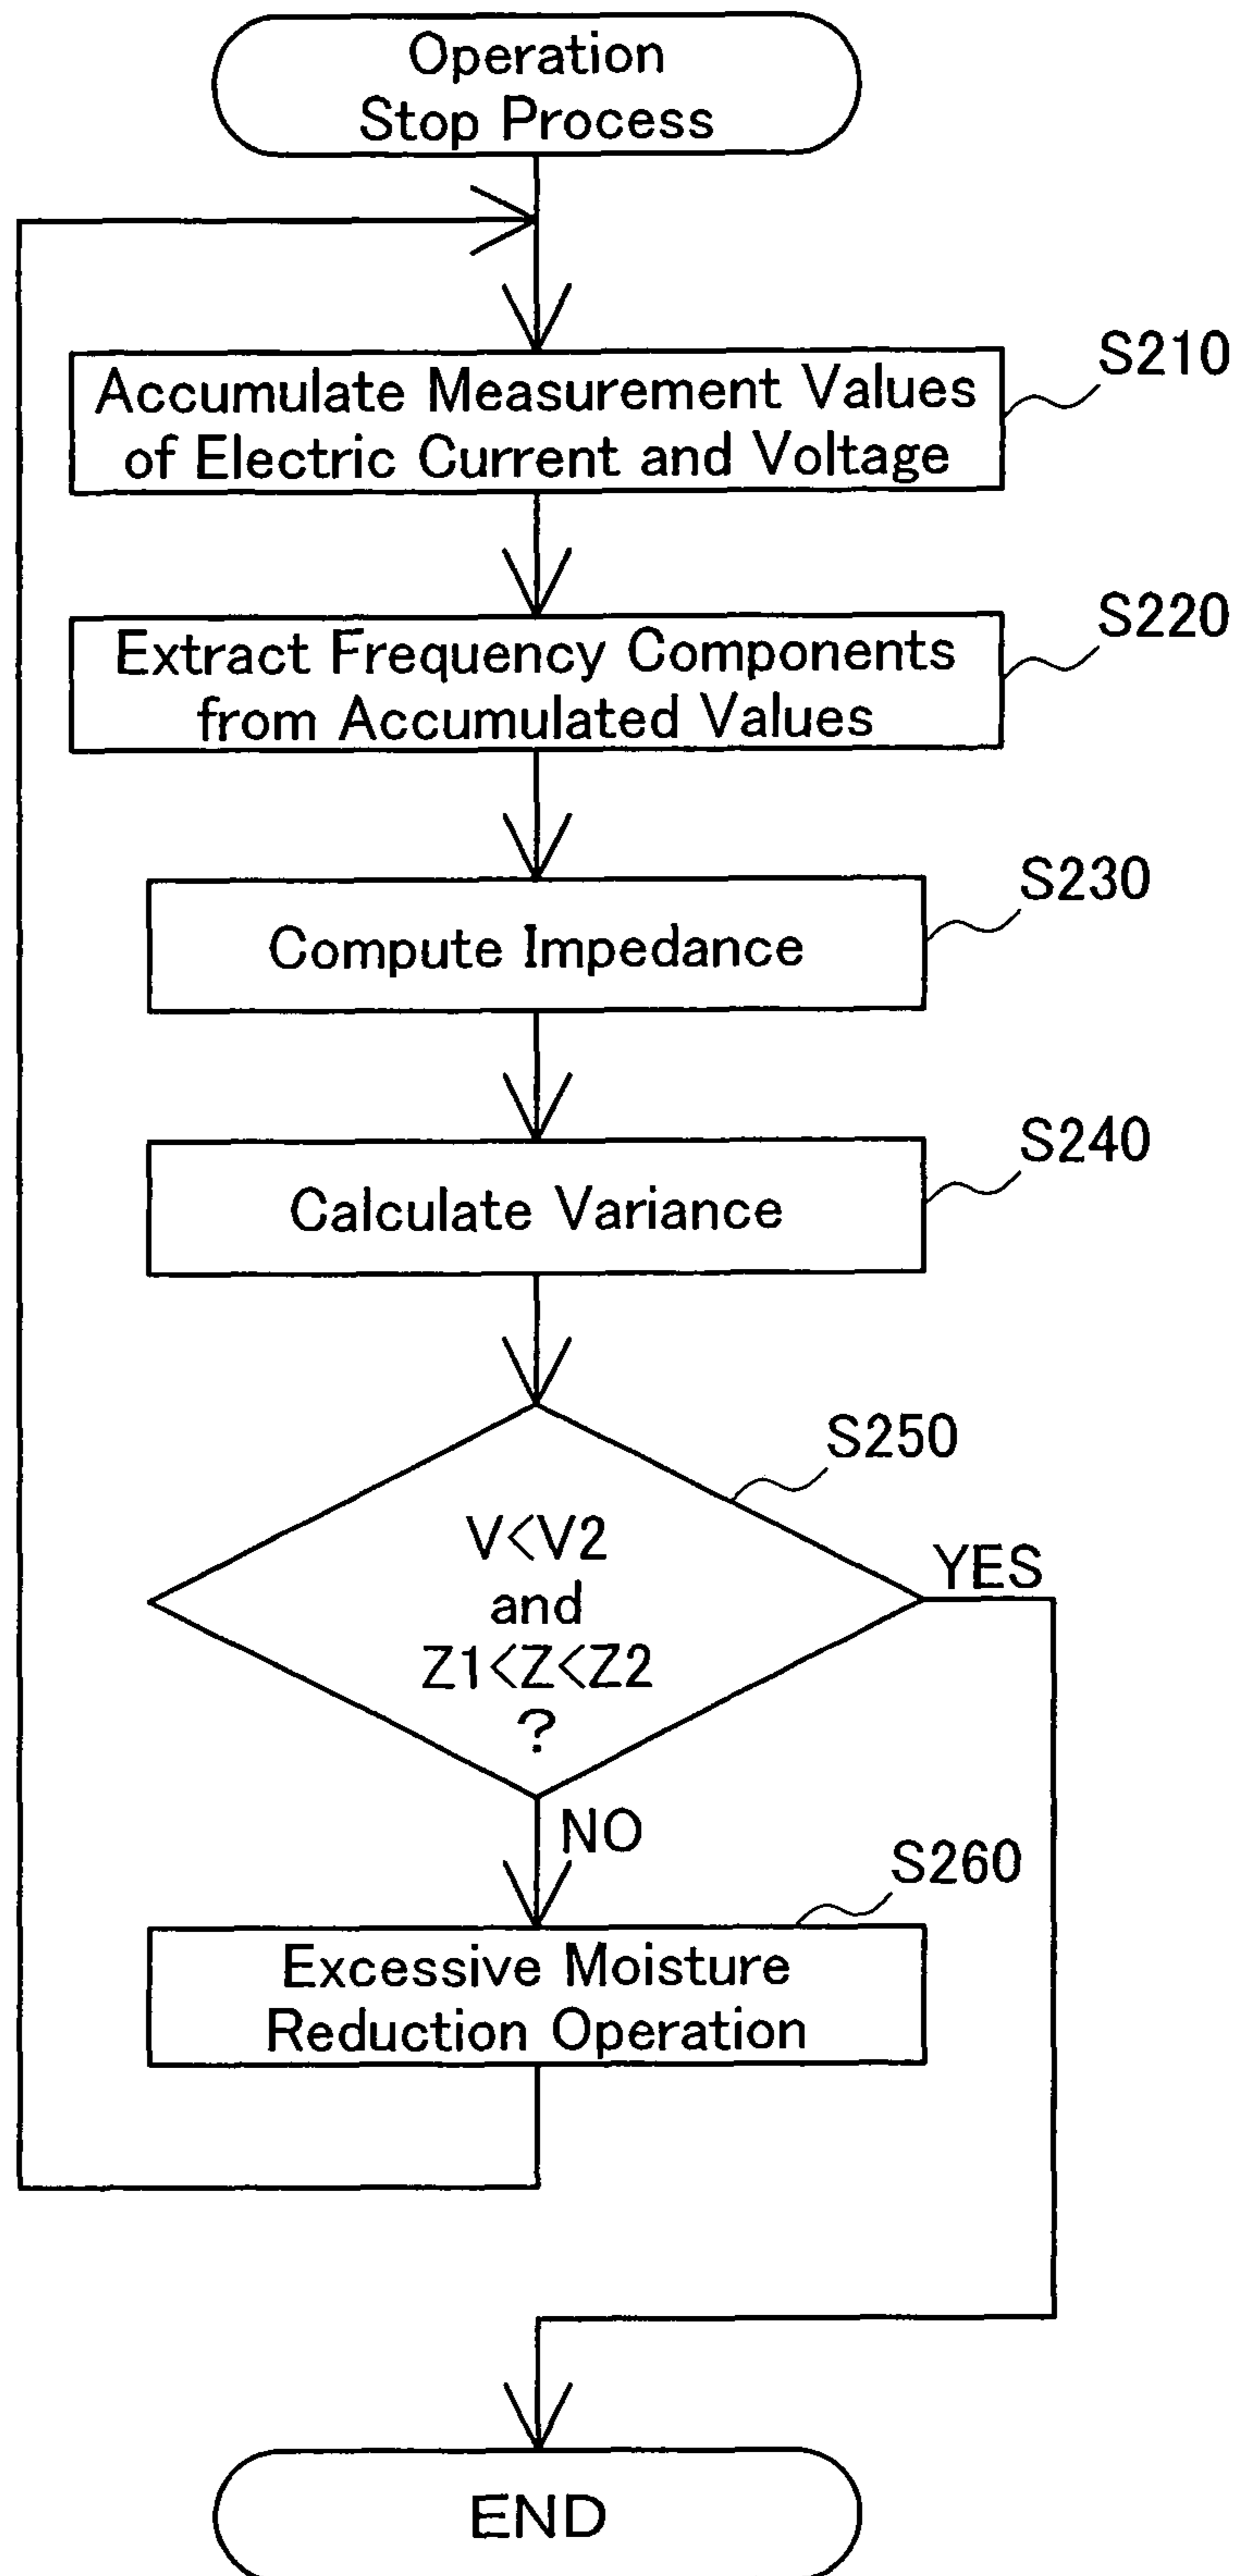 Operation
Stop Process
S210
Accumulate Measurement Values
of Electric Current and Voltage
S220
Extract Frequency Components
from Accumulated Values
S230
Compute Impedance
S240
Calculate Variance
S250
V<V2
and
Z1<Z<Z2
?
YES
NO
S260
Excessive Moisture
Reduction Operation
END